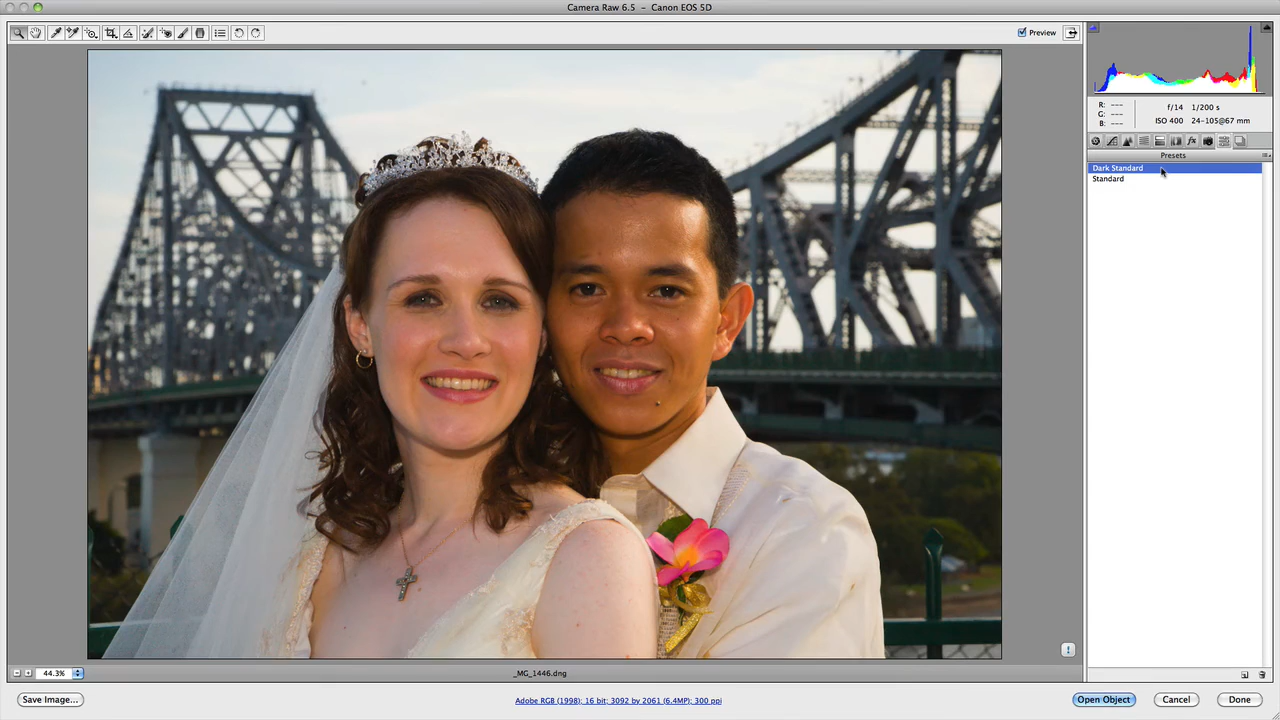 Camera Raw 6.5 – Canon EOS 5D
Preview
R: ---
G: ---
B: ---
f/14 1/200 s
ISO 400 24-105@67 mm
fx
Presets
Dark Standard
Standard
44.3%
_MG_1446.dng
Save Image...
Adobe RGB (1998); 16 bit; 3092 by 2061 (6.4MP); 300 ppi
Open Object
Cancel
Done